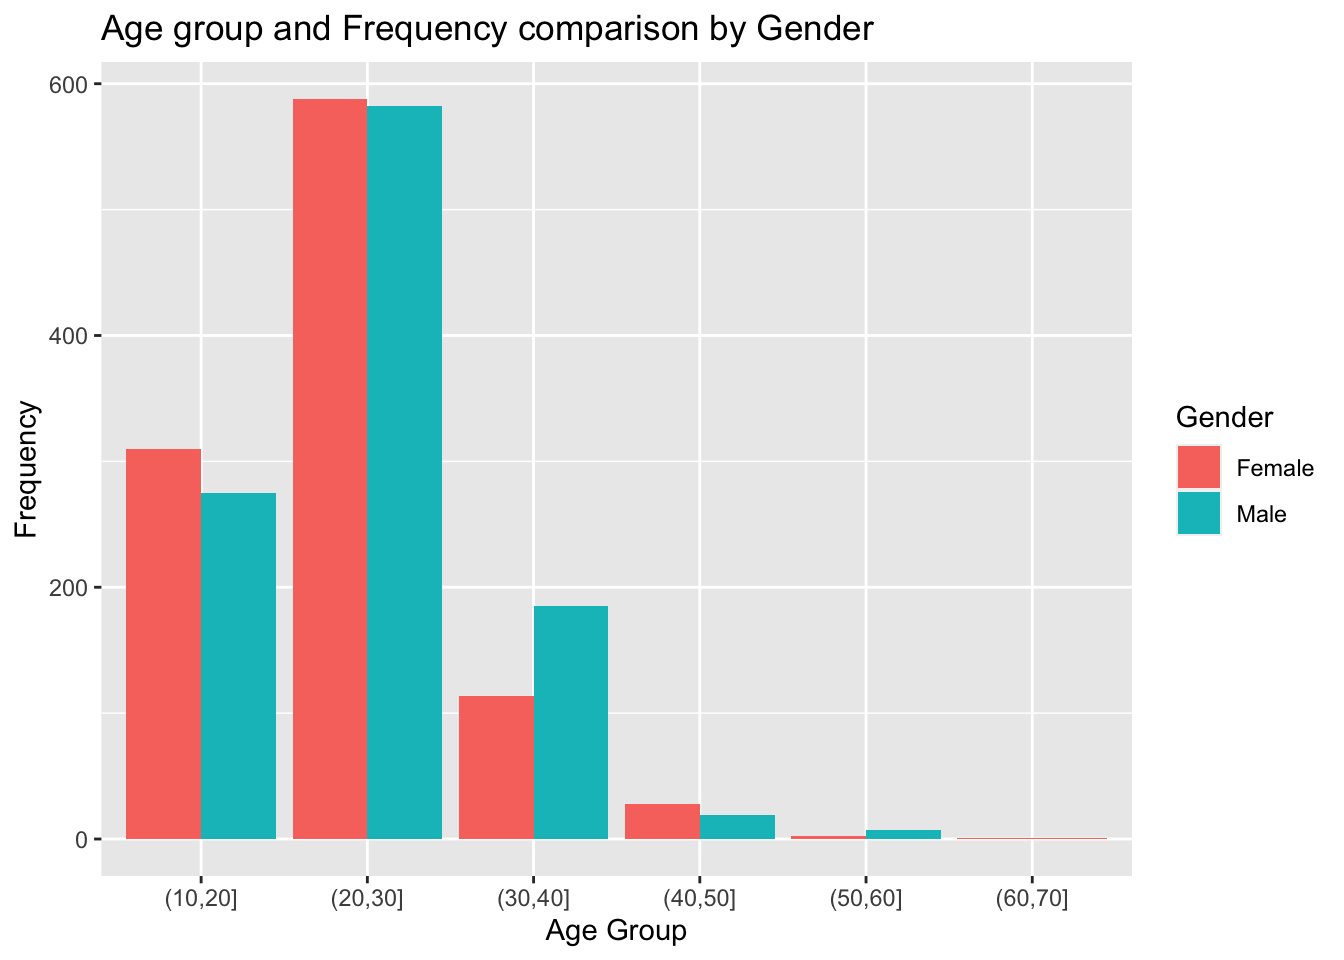 Age group and Frequency comparison by Gender
600
400
200
0
Frequency
(10,20]
(20,30]
(30,40]
(40,50]
(50,60]
(60,70]
Age Group
Gender
Female
Male